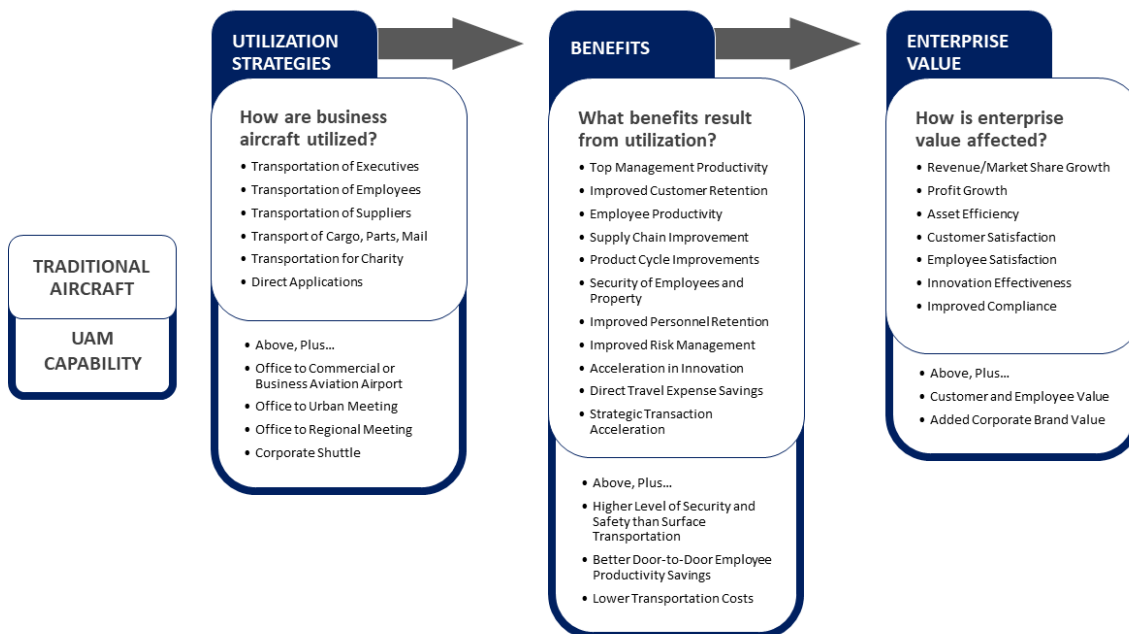 UTILIZATION
STRATEGIES
How are business
aircraft utilized?
• Transportation of Executives
• Transportation of Employees
• Transportation of Suppliers
• Transport of Cargo, Parts, Mail
• Transportation for Charity
• Direct Applications
• Above, Plus…
• Office to Commercial or
Business Aviation Airport
• Office to Urban Meeting
• Office to Regional Meeting
• Corporate Shuttle
BENEFITS
What benefits result
from utilization?
• Top Management Productivity
• Improved Customer Retention
• Employee Productivity
• Supply Chain Improvement
• Product Cycle Improvements
• Security of Employees and
Property
• Improved Personnel Retention
• Improved Risk Management
• Acceleration in Innovation
• Direct Travel Expense Savings
• Strategic Transaction
Acceleration
• Above, Plus…
• Higher Level of Security and
Safety than Surface
Transportation
• Better Door-to-Door Employee
Productivity Savings
• Lower Transportation Costs
ENTERPRISE
VALUE
How is enterprise
value affected?
• Revenue/Market Share Growth
• Profit Growth
• Asset Efficiency
• Customer Satisfaction
• Employee Satisfaction
• Innovation Effectiveness
• Improved Compliance
• Above, Plus…
• Customer and Employee Value
• Added Corporate Brand Value
TRADITIONAL
AIRCRAFT
UAM
CAPABILITY